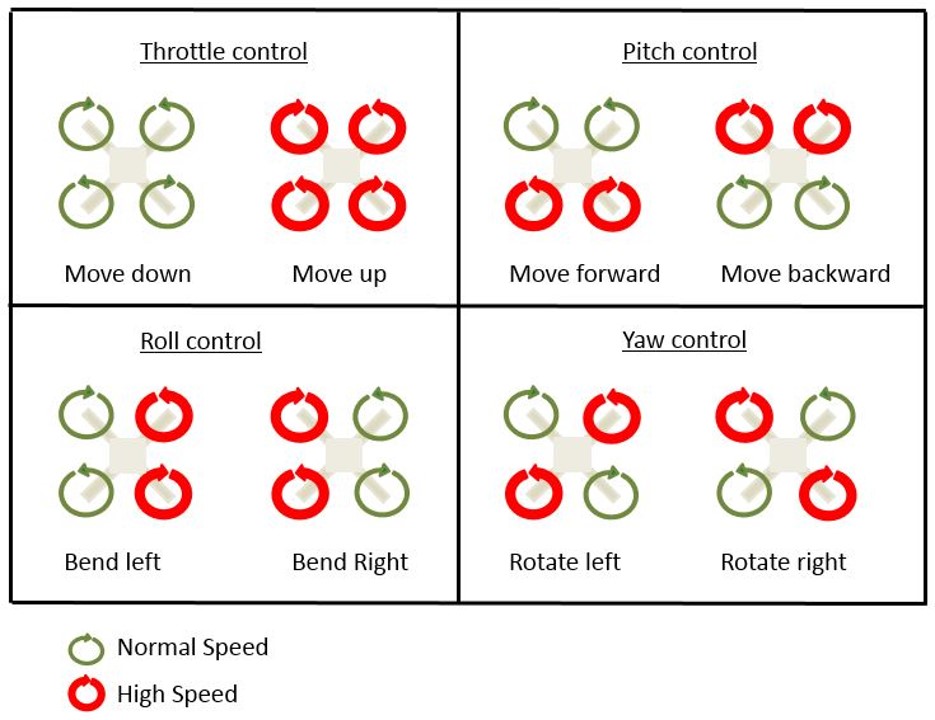 Throttle control
Pitch control
Move down
Move up
Move forward
Move backward
Roll control
Yaw control
Bend left
Bend Right
Rotate left
Rotate right
Normal Speed
High Speed